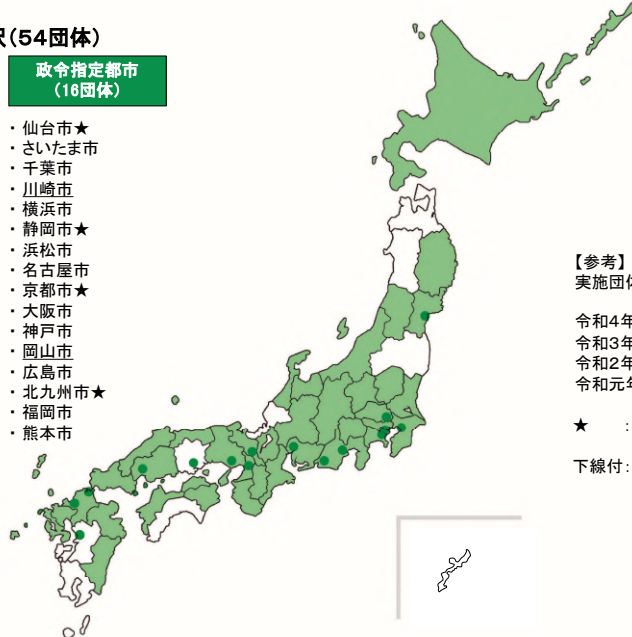 (54団体)
政令指定都市
(16団体)
・ 仙台市★
・ さいたま市
・ 千葉市
・ 川崎市
・ 横浜市
・ 静岡市★
・ 浜松市
・ 名古屋市
・ 京都市★
・ 大阪市
・ 神戸市
・ 岡山市
・ 広島市
・ 北九州市★
・ 福岡市
・ 熊本市
【参考】
実施団体
令和4年
令和3年
令和2年
令和元年
★ :
下線付: